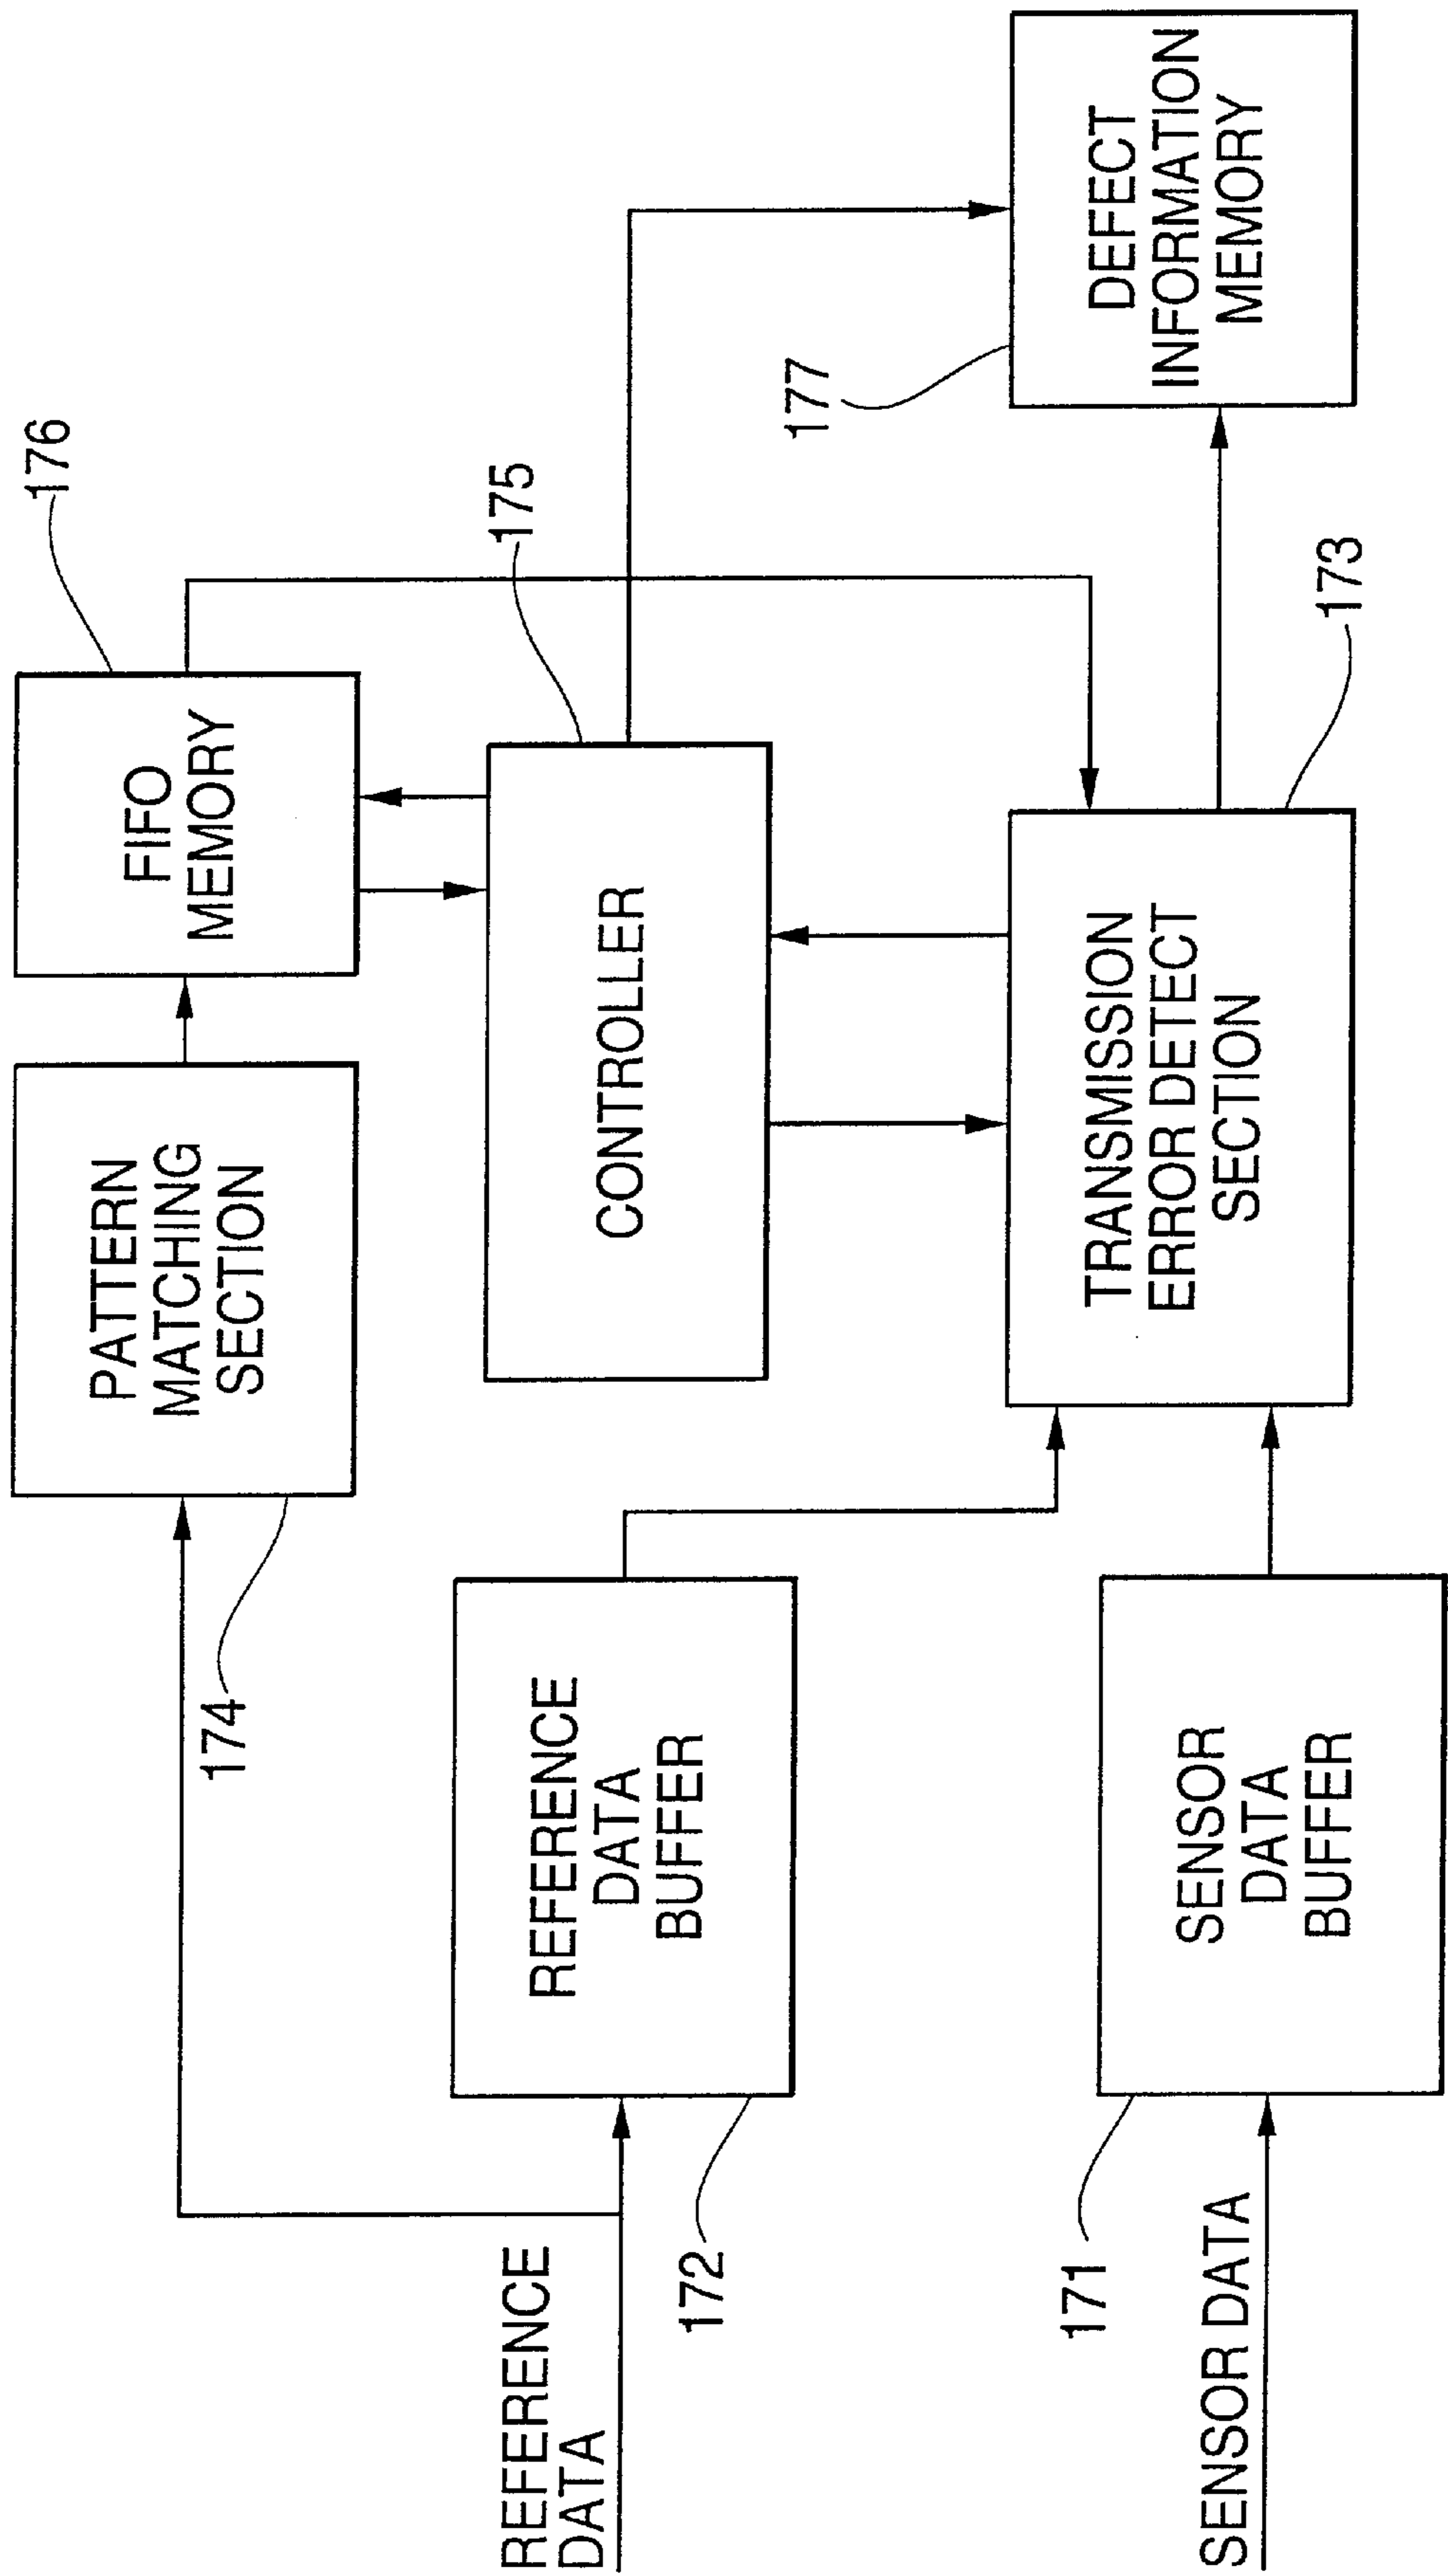 REFERENCE
DATA
SENSOR DATA
174
172
171
REFERENCE
DATA
BUFFER
SENSOR
DATA
BUFFER
PATTERN
MATCHING
SECTION
CONTROLLER
TRANSMISSION
ERROR DETECT
SECTION
FIFO
MEMORY
176
175
173
177
DEFECT
INFORMATION
MEMORY